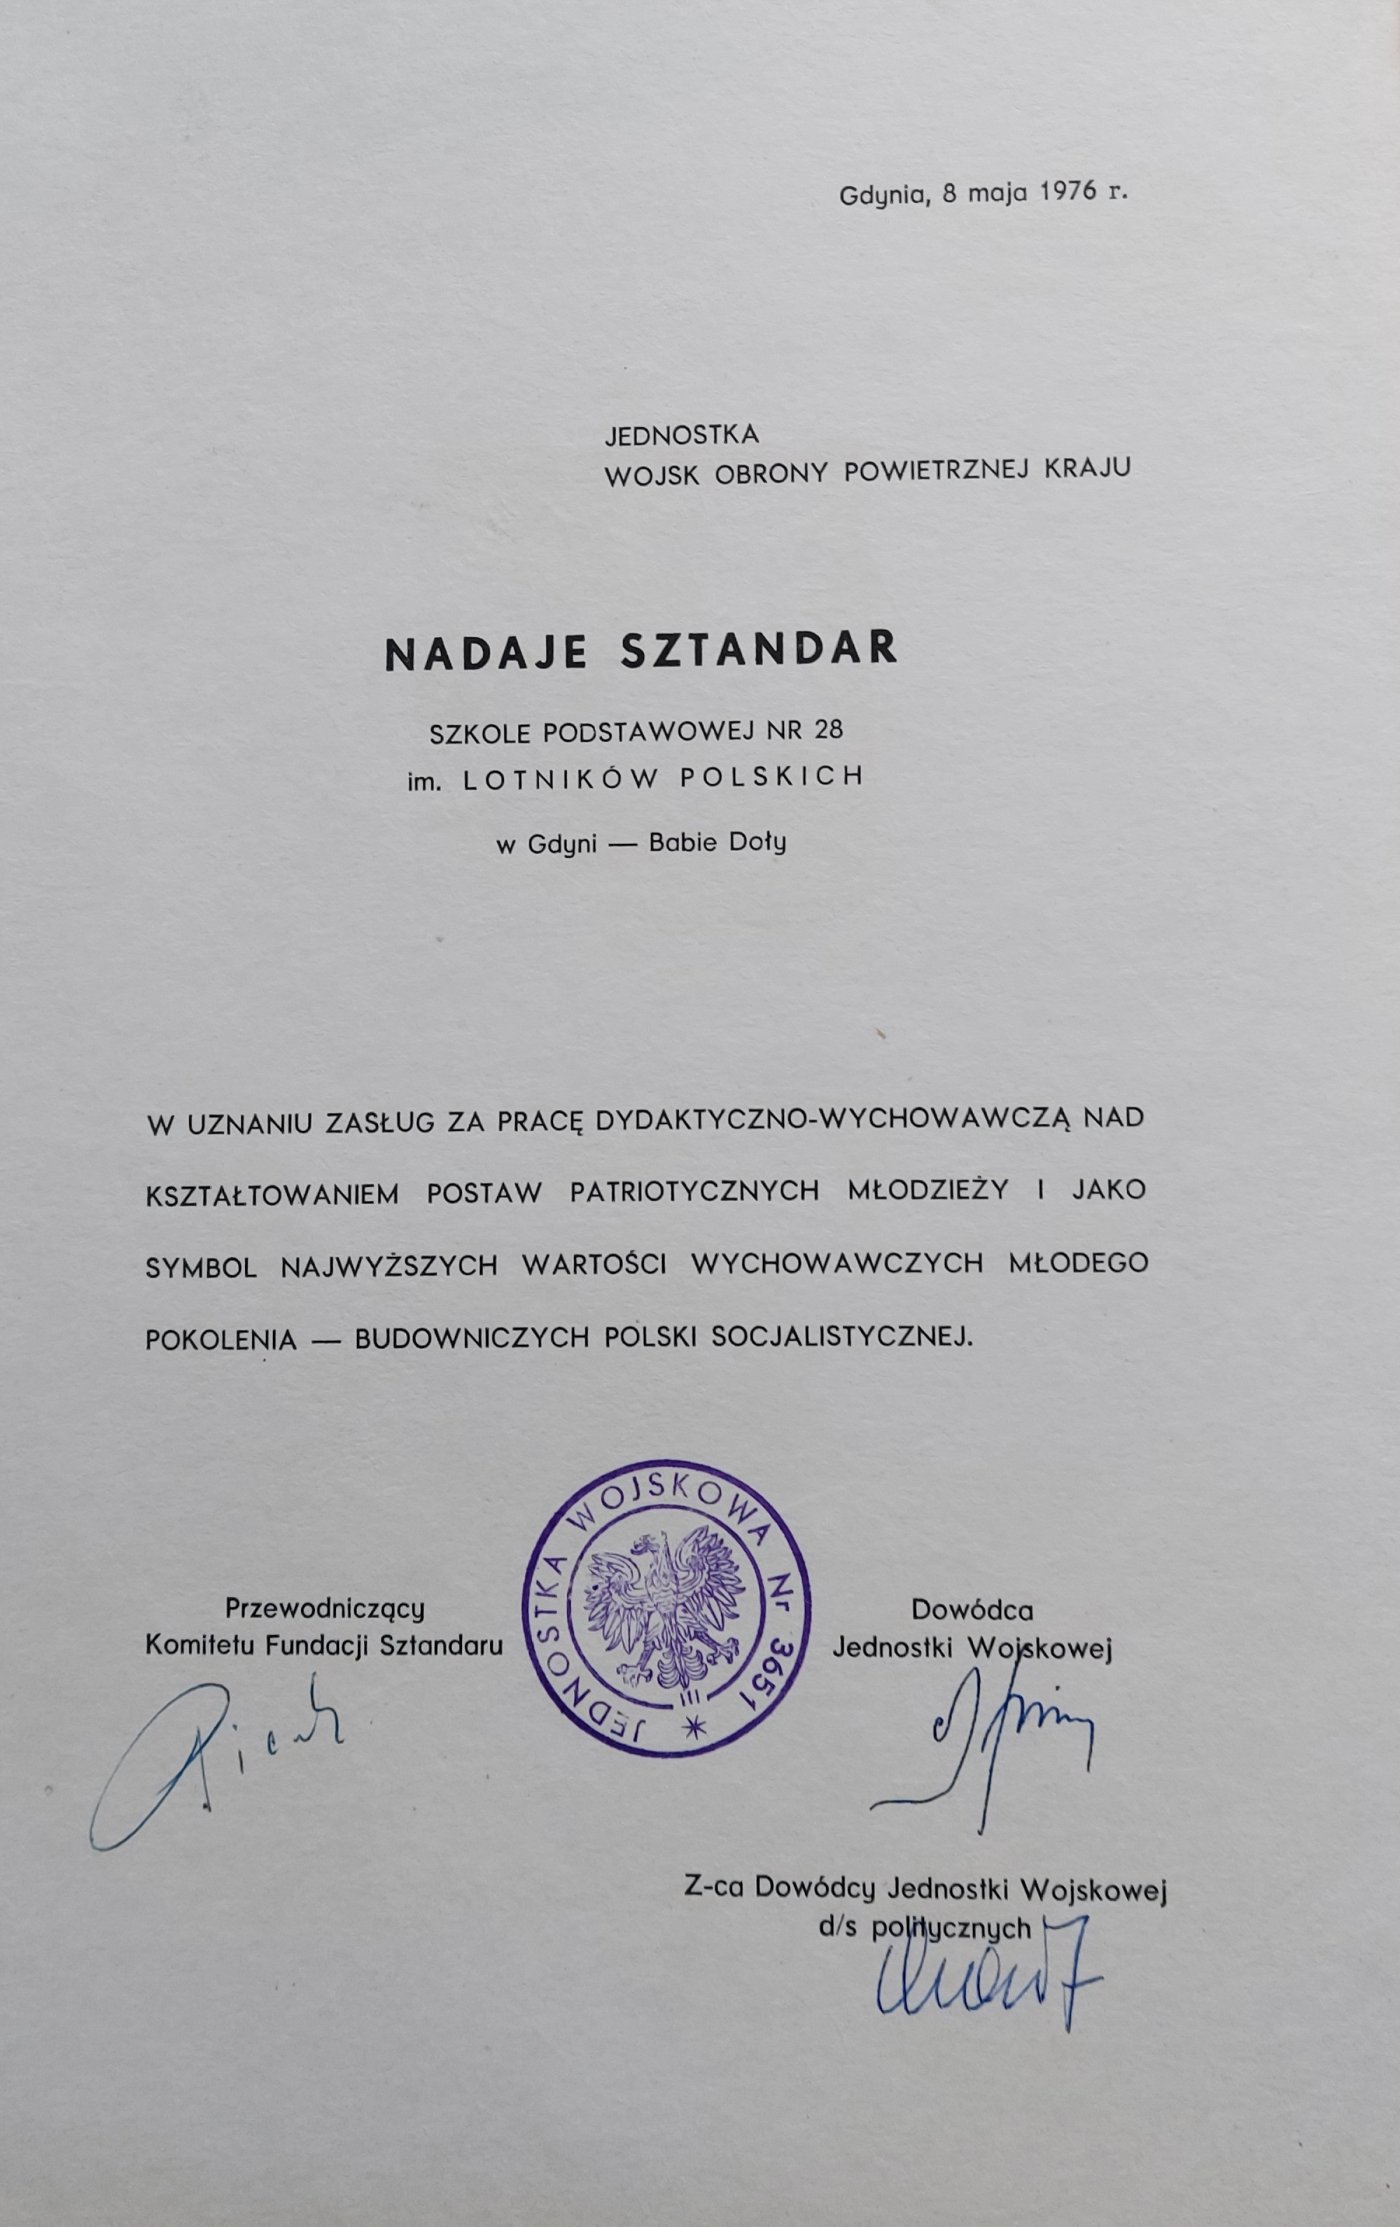 Gdynia, 8 maja 1976 r.
JEDNOSTKA
WOJSK OBRONY POWIETRZNEJ KRAJU
NADAJE SZTANDAR
SZKOLE PODSTAWOWEJ NR 28
im. LOTNIKÓW POLSKICH
w Gdyni — Babie Doły
W UZNANIU ZASŁUG ZA PRACĘ DYDAKTYCZNO-WYCHOWAWCZĄ NAD
KSZTAŁTOWANIEM POSTAW PATRIOTYCZNYCH MŁODZIEŻY I JAKO
SYMBOL NAJWYŻSZYCH WARTOŚCI WYCHOWAWCZYCH MŁODEGO
POKOLENIA — BUDOWNICZYCH POLSKI SOCJALISTYCZNEJ.
Przewodniczący
Komitetu Fundacji Sztandaru
JEDNOSTKA WOJSKOWA Nr 3651 *
III
Dowódca
Jednostki Wojskowej
Z-ca Dowódcy Jednostki Wojskowej
d/s politycznych